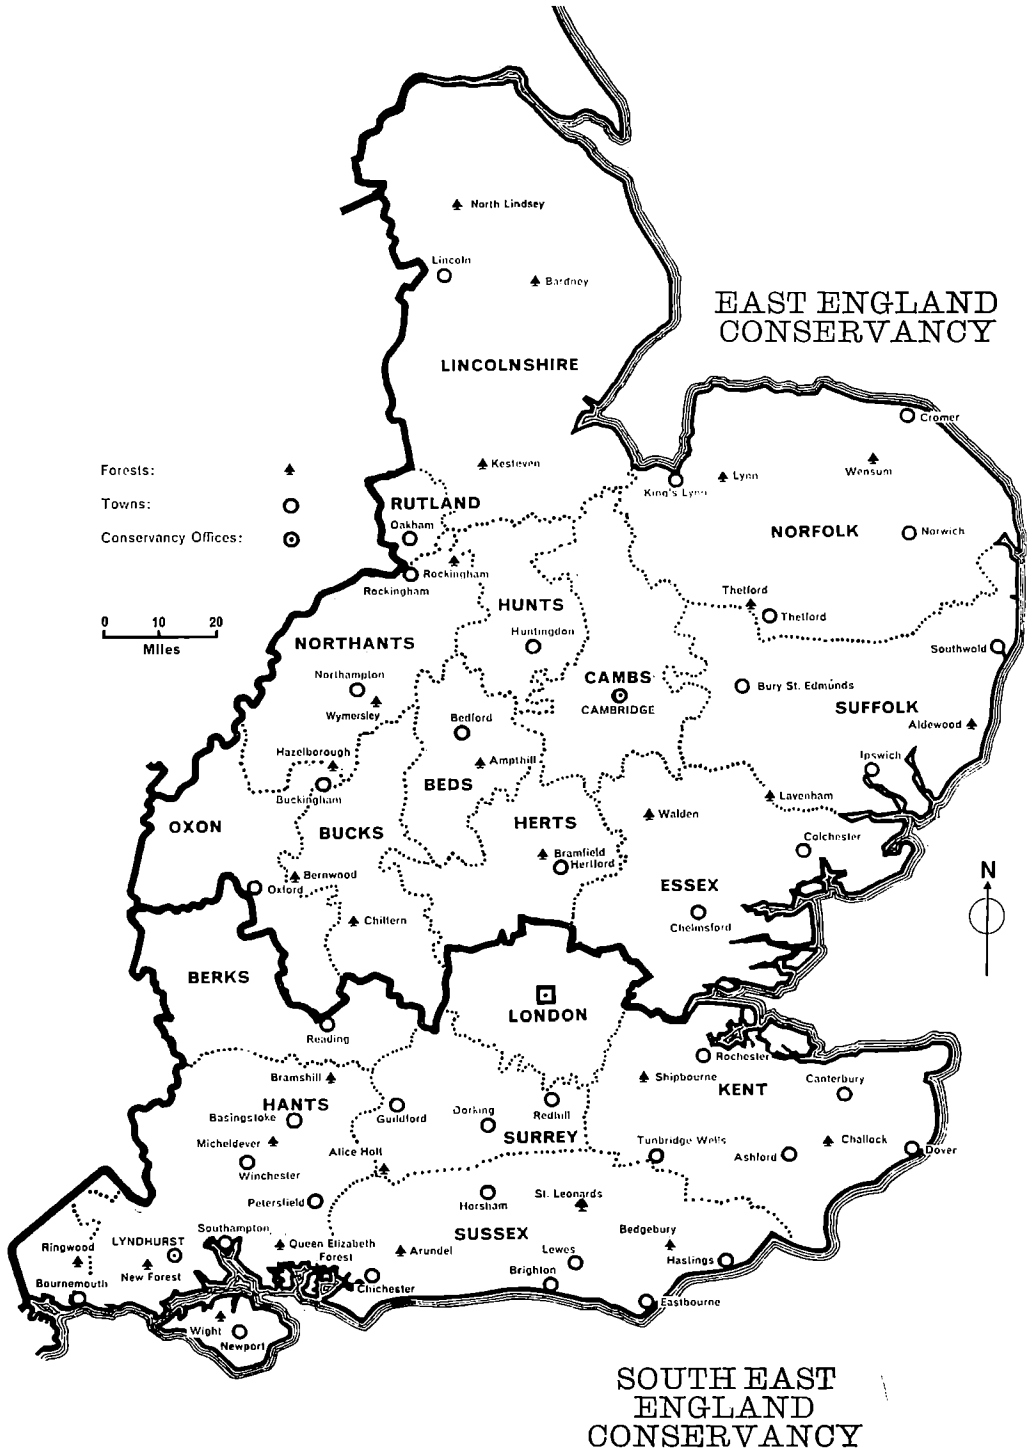 North Lindsey
Lincoln
Bardney
EAST ENGLAND
CONSERVANCY
LINCOLNSHIRE
Cromer
Forests:
Kesteven
Lynn
Wensum
Towns:
King's Lynn
RUTLAND
Oakham
NORFOLK
Norwich
Conservancy Offices:
Rockingham
Rockingham
Thetford
Thetford
HUNTS
Huntingdon
0 10 20
Miles
NORTHANTS
Southwold
Northampton
Wymersley
CAMBS
CAMBRIDGE
Bury St. Edmunds
SUFFOLK
Aldewood
Bedford
Hazelborough
Ampthill
Ipswich
Buckingham
BEDS
Lavenham
OXON
BUCKS
HERTS
Walden
Colchester
Bramfield
Hertford
Bernwood
Oxford
ESSEX
N
Chiltern
Chelmsford
BERKS
LONDON
Reading
Rochester
Bramshill
Shipbourne
KENT
Canterbury
HANTS
Basingstoke
Guildford
Dorking
Redhill
SURREY
Micheldever
Alice Holt
Tunbridge Wells
Challock
Ashford
Dover
Winchester
Petersfield
Horsham
St. Leonards
SUSSEX
Bedgebury
Southampton
LYNDHURST
Ringwood
New Forest
Queen Elizabeth
Forest
Arundel
Lewes
Hastings
Bournemouth
Chichester
Brighton
Eastbourne
Wight
Newport
SOUTH EAST
ENGLAND
CONSERVANCY